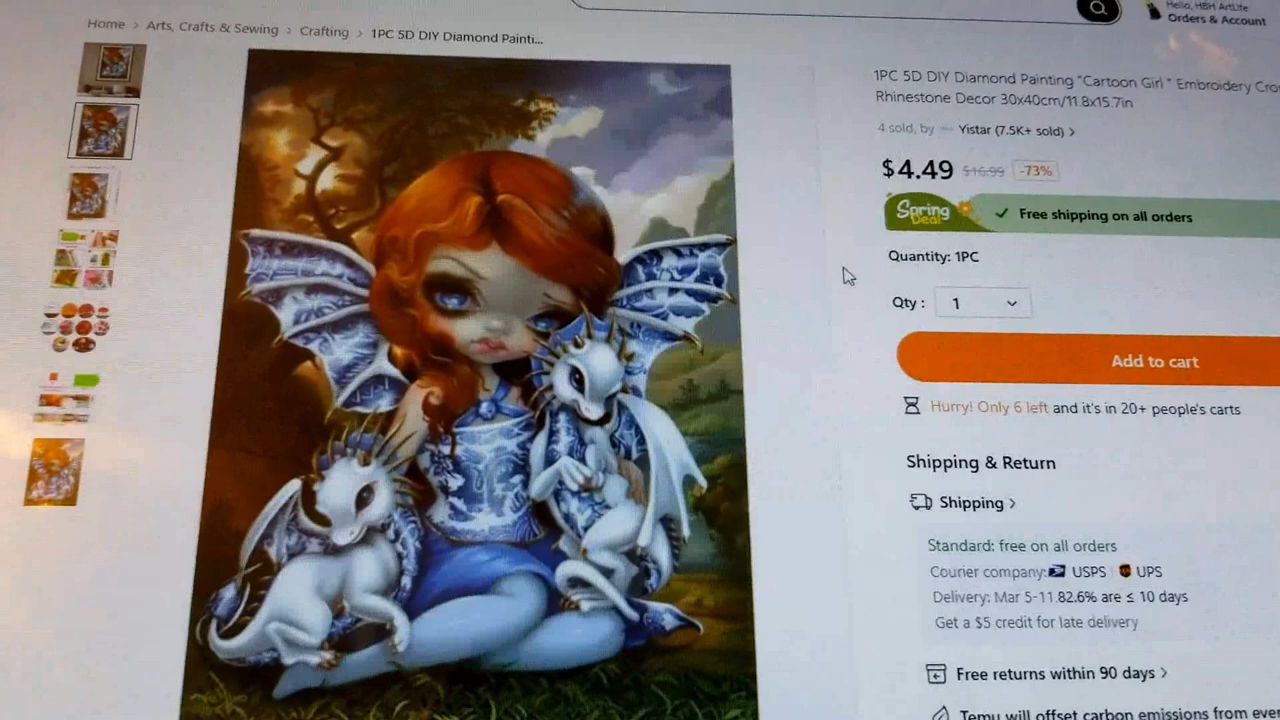 Hello, H&H ArtLife
Orders & Account
Home > Arts, Crafts & Sewing > Crafting > 1PC 5D DIY Diamond Painti...
1PC 5D DIY Diamond Painting "Cartoon Girl " Embroidery Cro
Rhinestone Decor 30x40cm/11.8x15.7in
4 sold, by Yistar (7.5K+ sold) >
$4.49 $16.99 -73%
Spring Deal ✓ Free shipping on all orders
Quantity: 1PC
Qty : 1
Add to cart
Hurry! Only 6 left and it's in 20+ people's carts
Shipping & Return
Shipping >
Standard: free on all orders
Courier company: USPS UPS
Delivery: Mar 5-11.82.6% are ≤ 10 days
Get a $5 credit for late delivery
Free returns within 90 days >
Temu will offset carbon emissions from ever